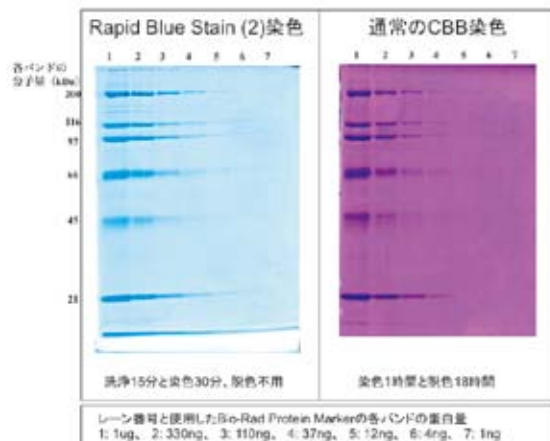 Rapid Blue Stain (2)染色
1 2 3 4 5 6 7
各バンドの
分子量 (kDa)
200
116
97
66
45
21
洗浄15分と染色30分、脱色不用
通常のCBB染色
1 2 3 4 5 6 7
染色1時間と脱色18時間
レーン番号と使用したBio-Rad Protein Markerの各バンドの蛋白量
1: 1ug、 2: 330ng、 3: 110ng、 4: 37ng、 5: 12ng、 6: 4ng、 7: 1ng